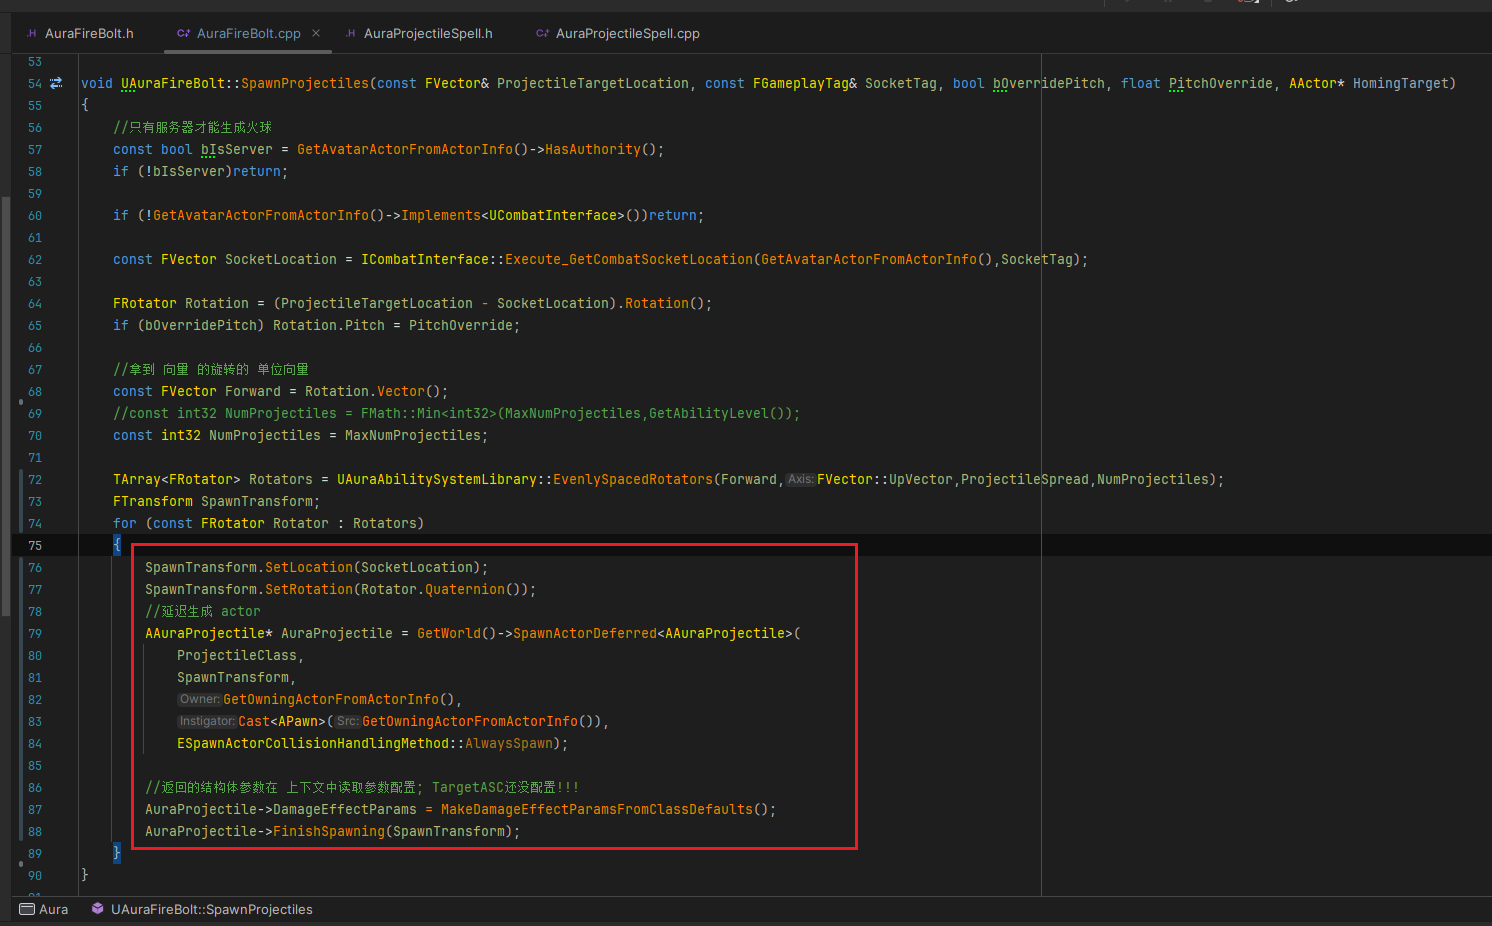 AuraFireBolt.h AuraFireBolt.cpp AuraProjectileSpell.h AuraProjectileSpell.cpp
53
54 void UAuraFireBolt::SpawnProjectiles(const FVector& ProjectileTargetLocation, const FGameplayTag& SocketTag, bool bOverridePitch, float PitchOverride, AActor* HomingTarget)
55 {
56 //只有服务器才能生成火球
57 const bool bIsServer = GetAvatarActorFromActorInfo()->HasAuthority();
58 if (!bIsServer)return;
59
60 if (!GetAvatarActorFromActorInfo()->Implements<UCombatInterface>())return;
61
62 const FVector SocketLocation = ICombatInterface::Execute_GetCombatSocketLocation(GetAvatarActorFromActorInfo(),SocketTag);
63
64 FRotator Rotation = (ProjectileTargetLocation - SocketLocation).Rotation();
65 if (bOverridePitch) Rotation.Pitch = PitchOverride;
66
67 //拿到 向量 的旋转的 单位向量
68 const FVector Forward = Rotation.Vector();
69 //const int32 NumProjectiles = FMath::Min<int32>(MaxNumProjectiles,GetAbilityLevel());
70 const int32 NumProjectiles = MaxNumProjectiles;
71
72 TArray<FRotator> Rotators = UAuraAbilitySystemLibrary::EvenlySpacedRotators(Forward, Axis: FVector::UpVector,ProjectileSpread,NumProjectiles);
73 FTransform SpawnTransform;
74 for (const FRotator Rotator : Rotators)
75 {
76 SpawnTransform.SetLocation(SocketLocation);
77 SpawnTransform.SetRotation(Rotator.Quaternion());
78 //延迟生成 actor
79 AAuraProjectile* AuraProjectile = GetWorld()->SpawnActorDeferred<AAuraProjectile>(
80 ProjectileClass,
81 SpawnTransform,
82 Owner: GetOwningActorFromActorInfo(),
83 Instigator: Cast<APawn>( Src: GetOwningActorFromActorInfo()),
84 ESpawnActorCollisionHandlingMethod::AlwaysSpawn);
85
86 //返回的结构体参数在 上下文中读取参数配置; TargetASC还没配置!!!
87 AuraProjectile->DamageEffectParams = MakeDamageEffectParamsFromClassDefaults();
88 AuraProjectile->FinishSpawning(SpawnTransform);
89 }
90 }
Aura UAuraFireBolt::SpawnProjectiles